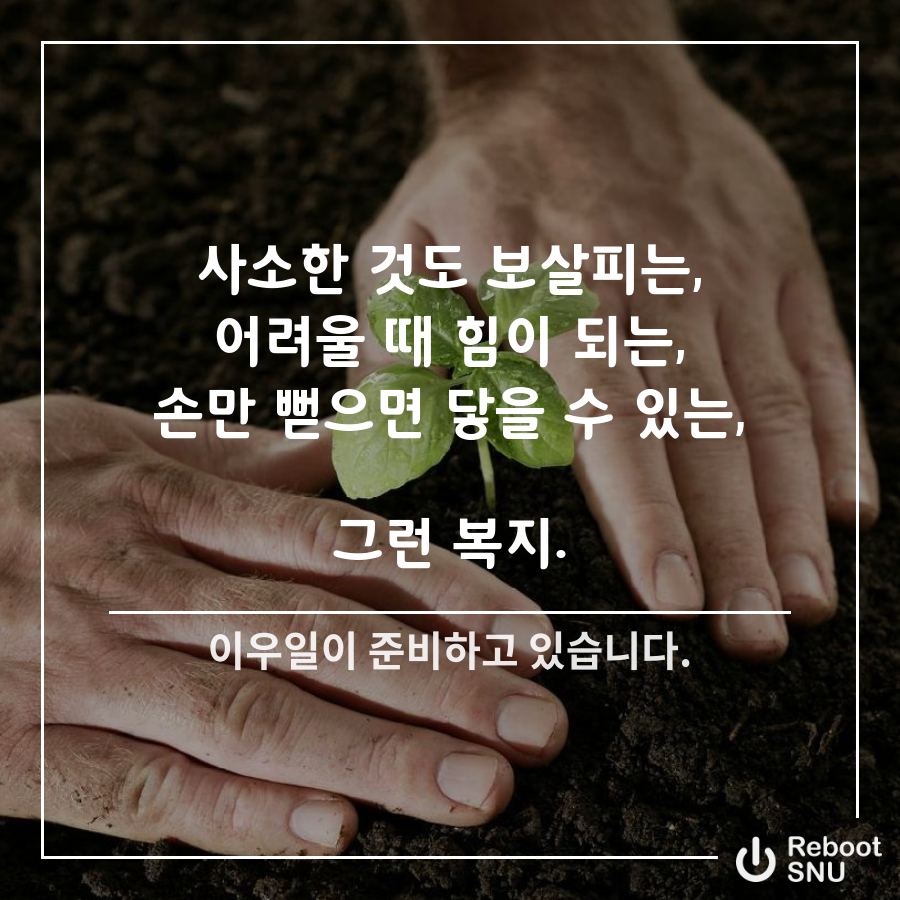 사소한 것도 보살피는,
어려울 때 힘이 되는,
손만 뻗으면 닿을 수 있는,
그런 복지.
이우일이 준비하고 있습니다.
Reboot
SNU